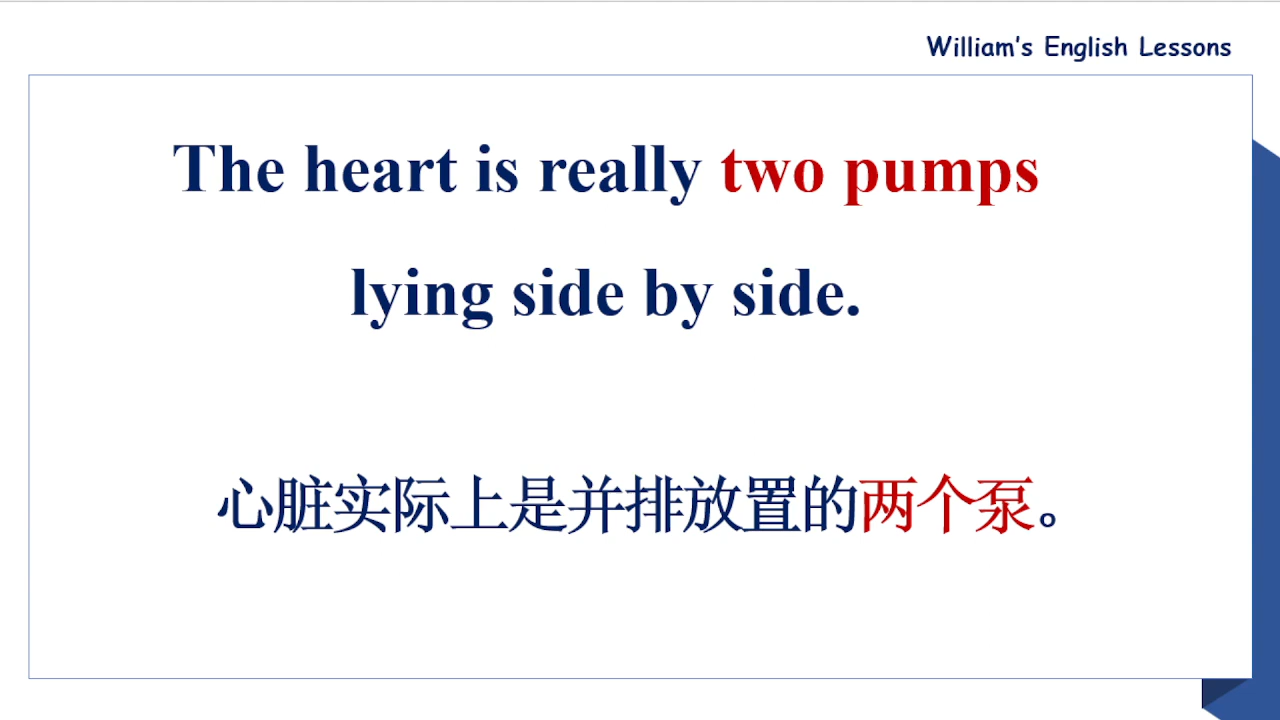 William's English Lessons
The heart is really two pumps
lying side by side.
心脏实际上是并排放置的两个泵。